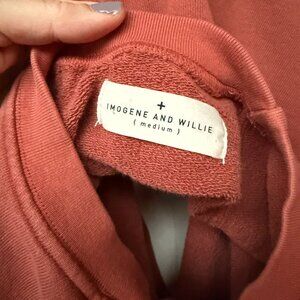 +
IMOGENE AND WILLIE
{ medium }